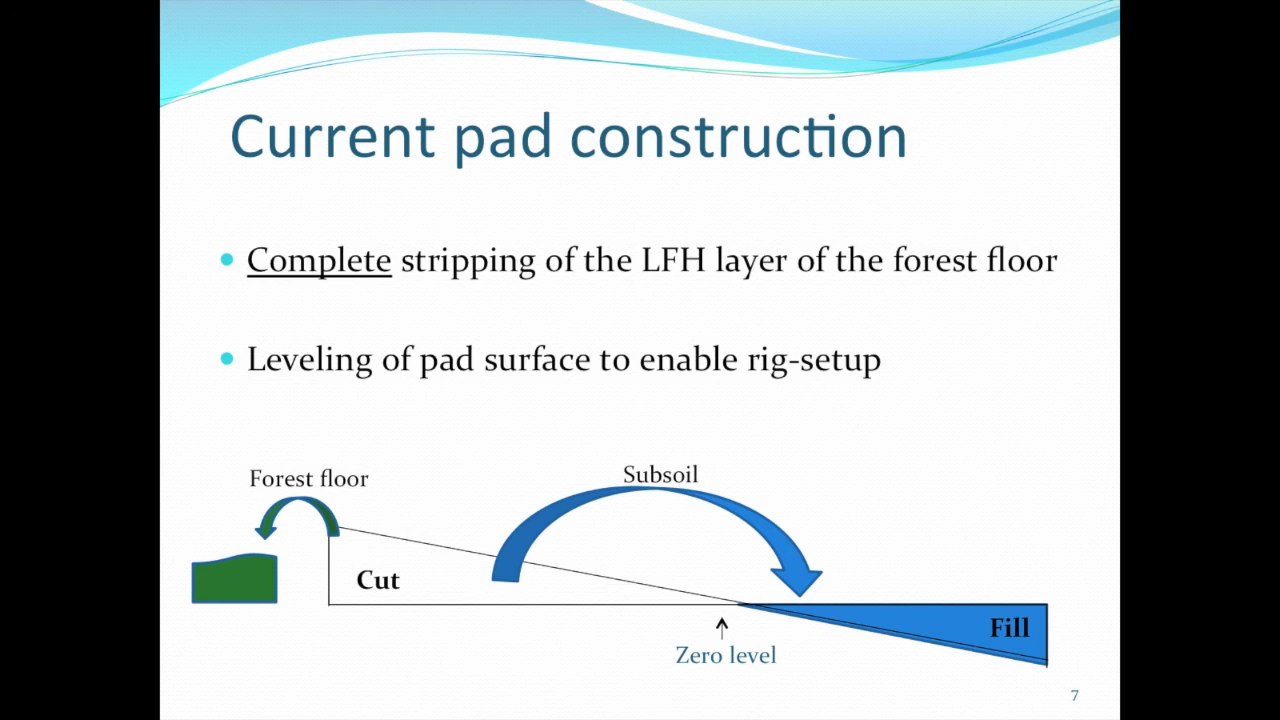 Current pad construction
Complete stripping of the LFH layer of the forest floor
Leveling of pad surface to enable rig-setup
Forest floor
Subsoil
Cut
Fill
Zero level
7